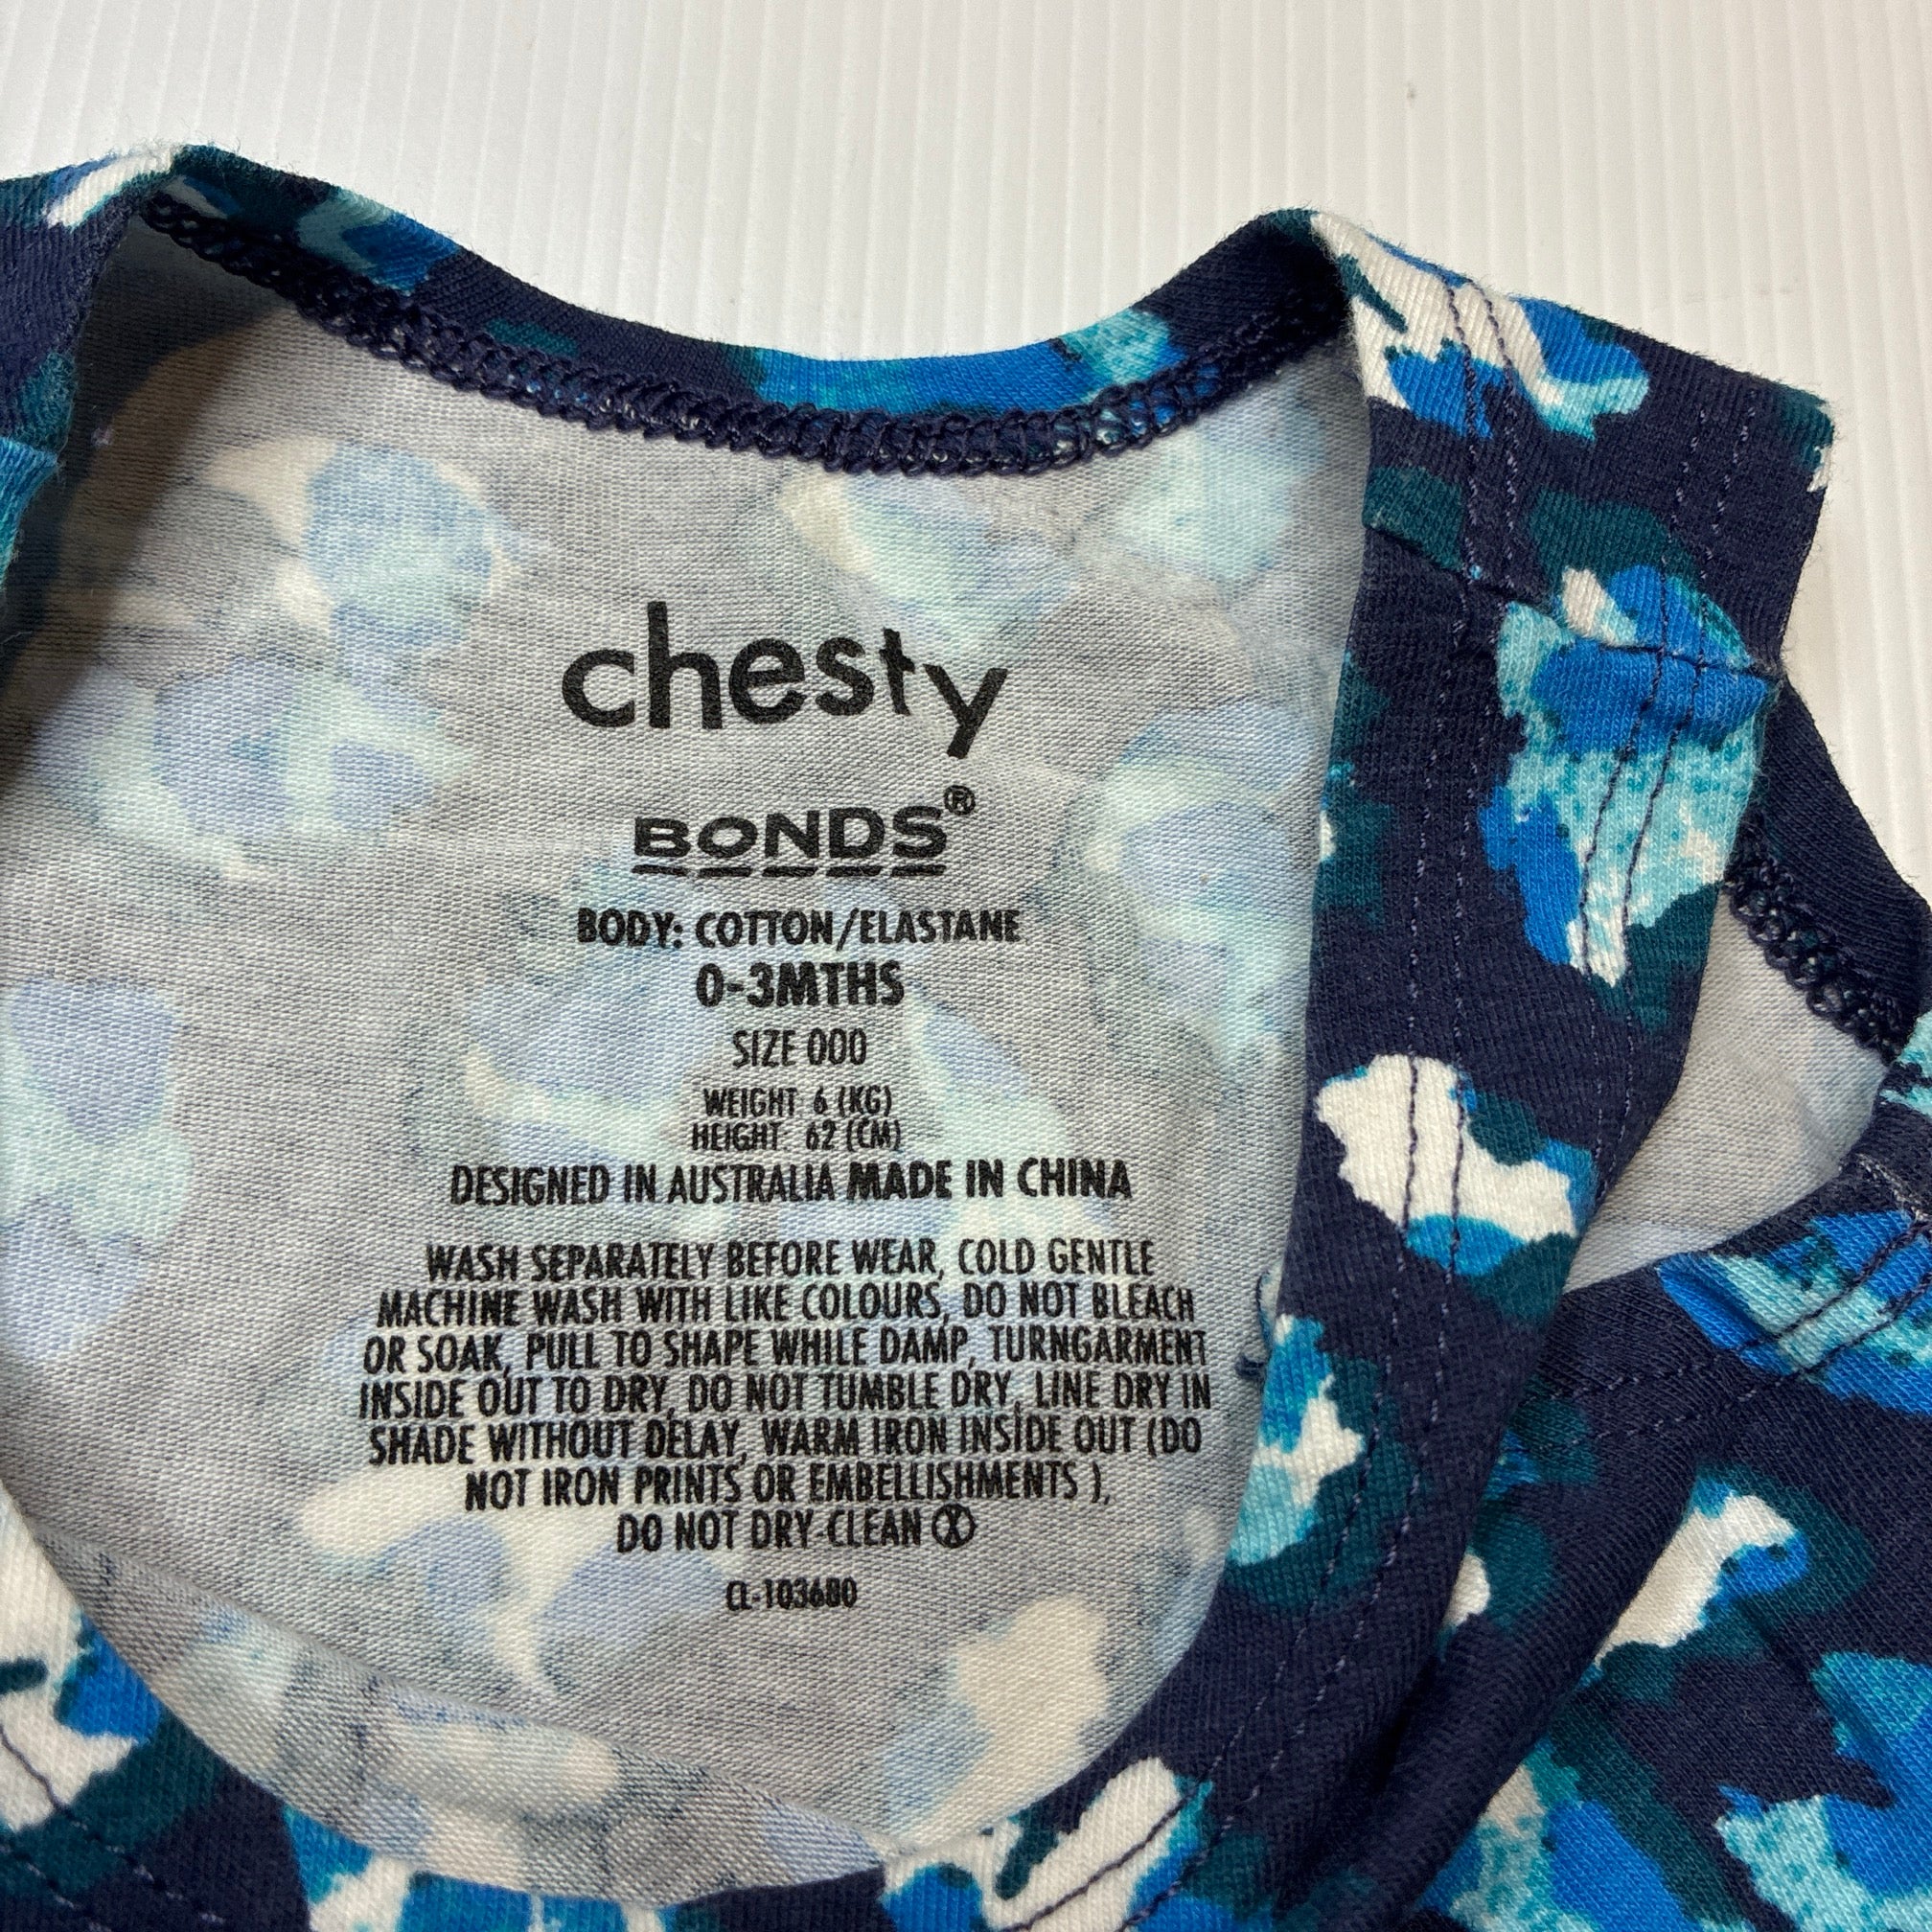 chesty
BONDS®
BODY: COTTON/ELASTANE
0-3MTHS
SIZE 000
WEIGHT 6 (KG)
HEIGHT: 62 (CM)
DESIGNED IN AUSTRALIA MADE IN CHINA
WASH SEPARATELY BEFORE WEAR, COLD GENTLE
MACHINE WASH WITH LIKE COLOURS, DO NOT BLEACH
OR SOAK, PULL TO SHAPE WHILE DAMP, TURNGARMENT
INSIDE OUT TO DRY, DO NOT TUMBLE DRY, LINE DRY IN
SHADE WITHOUT DELAY, WARM IRON INSIDE OUT (DO
NOT IRON PRINTS OR EMBELLISHMENTS ),
DO NOT DRY-CLEAN
CL-103680